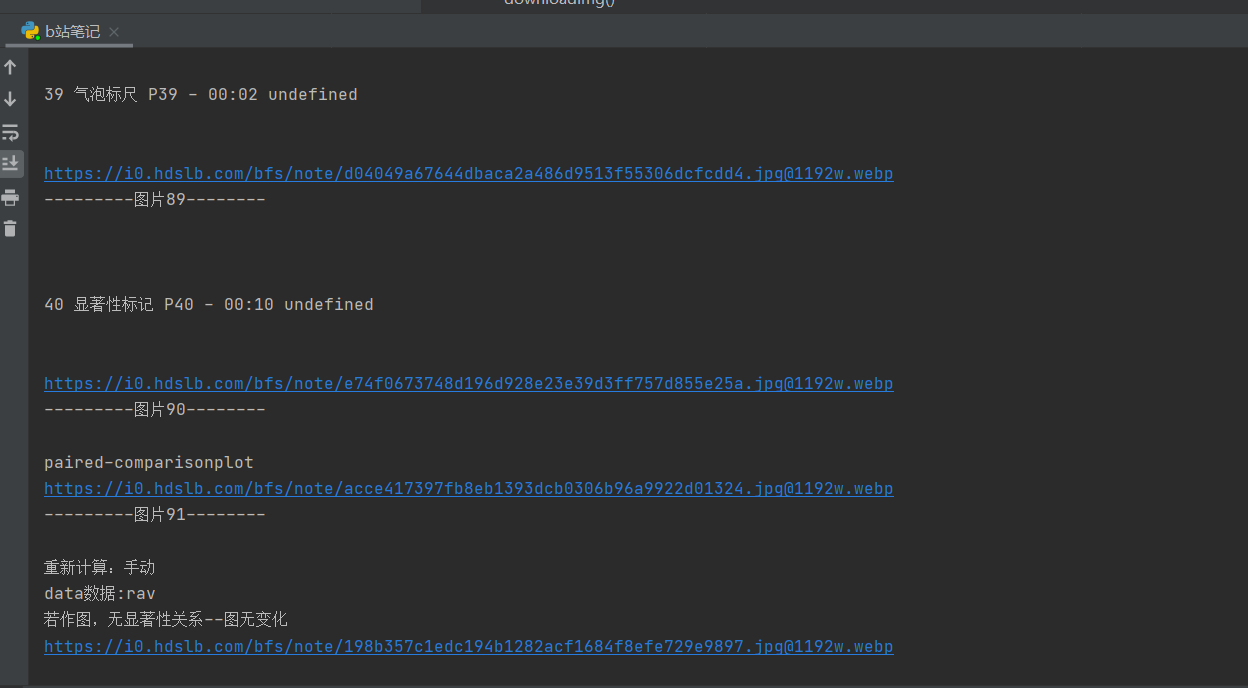 downloadimg()
b站笔记
39 气泡标尺 P39 - 00:02 undefined
https://i0.hdslb.com/bfs/note/d04049a67644dbaca2a486d9513f55306dcfcdd4.jpg@1192w.webp
---------图片89--------
40 显著性标记 P40 - 00:10 undefined
https://i0.hdslb.com/bfs/note/e74f0673748d196d928e23e39d3ff757d855e25a.jpg@1192w.webp
---------图片90--------
paired-comparisonplot
https://i0.hdslb.com/bfs/note/acce417397fb8eb1393dcb0306b96a9922d01324.jpg@1192w.webp
---------图片91--------
重新计算：手动
data数据:rav
若作图，无显著性关系--图无变化
https://i0.hdslb.com/bfs/note/198b357c1edc194b1282acf1684f8efe729e9897.jpg@1192w.webp